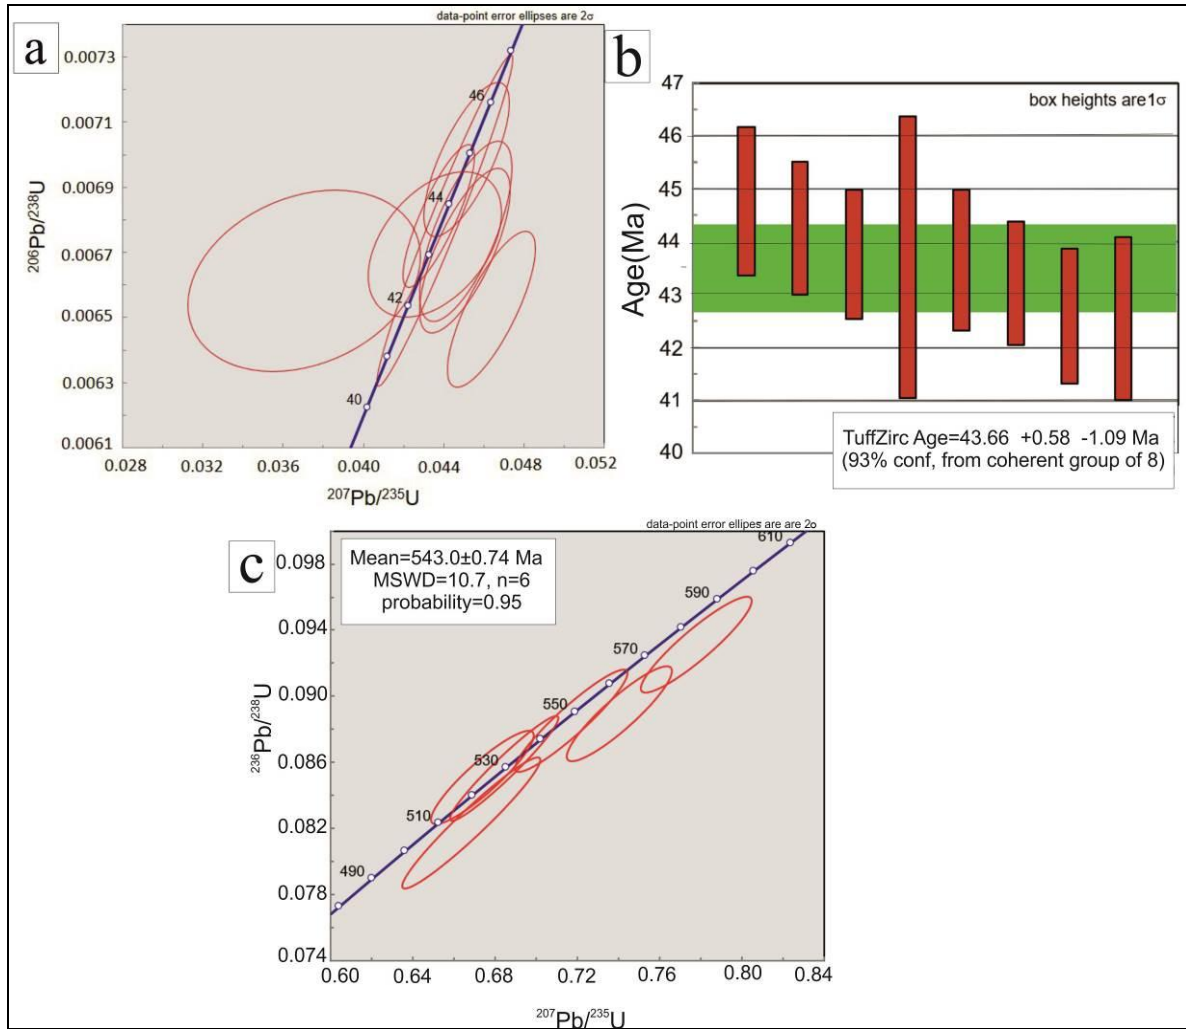 a
data-point error ellipses are 2σ
0.0073
0.0071
0.0069
0.0067
0.0065
0.0063
0.0061
206Pb/238U
46
44
42
40
0.028 0.032 0.036 0.040 0.044 0.048 0.052
207Pb/235U
b
box heights are1σ
47
46
45
44
43
42
41
40
Age(Ma)
TuffZirc Age=43.66 +0.58 -1.09 Ma
(93% conf, from coherent group of 8)
c
data-point error ellipes are are 2σ
Mean=543.0±0.74 Ma
MSWD=10.7, n=6
probability=0.95
0.098
0.094
0.090
0.086
0.082
0.078
0.074
236Pb/238U
610
590
570
550
530
510
490
0.60 0.64 0.68 0.72 0.76 0.80 0.84
207Pb/235U